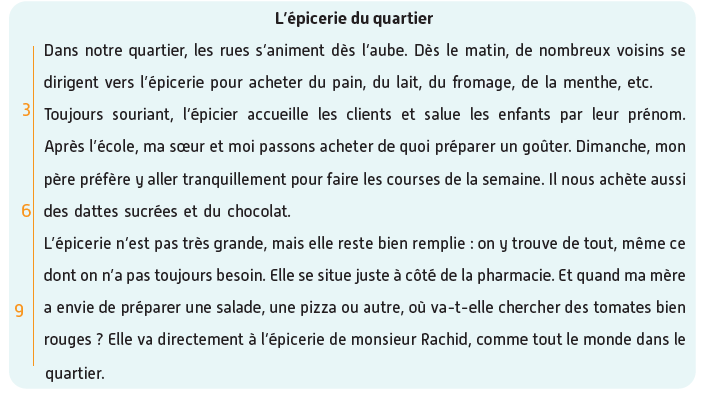 L'épicerie du quartier
Dans notre quartier, les rues s'animent dès l'aube. Dès le matin, de nombreux voisins se
dirigent vers l'épicerie pour acheter du pain, du lait, du fromage, de la menthe, etc.
3 Toujours souriant, l'épicier accueille les clients et salue les enfants par leur prénom.
Après l'école, ma sœur et moi passons acheter de quoi préparer un goûter. Dimanche, mon
père préfère y aller tranquillement pour faire les courses de la semaine. Il nous achète aussi
6 des dattes sucrées et du chocolat.
L'épicerie n'est pas très grande, mais elle reste bien remplie : on y trouve de tout, même ce
dont on n'a pas toujours besoin. Elle se situe juste à côté de la pharmacie. Et quand ma mère
9 a envie de préparer une salade, une pizza ou autre, où va-t-elle chercher des tomates bien
rouges ? Elle va directement à l'épicerie de monsieur Rachid, comme tout le monde dans le
quartier.